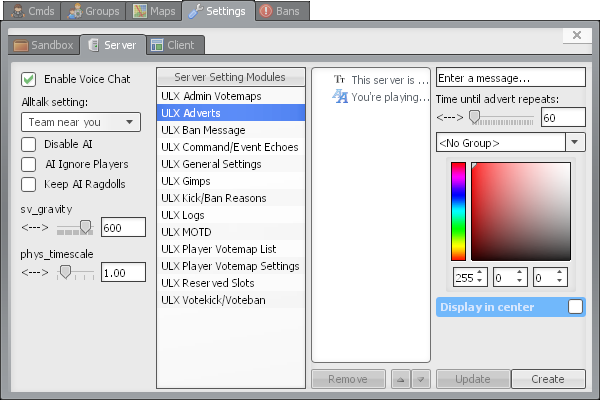 Cmds Groups Maps Settings Bans
Sandbox Server Client
Enable Voice Chat
Alltalk setting:
Team near you
Disable AI
AI Ignore Players
Keep AI Ragdolls
sv_gravity
<---> 600
phys_timescale
<---> 1.00
Server Setting Modules
ULX Admin Votemaps
ULX Adverts
ULX Ban Message
ULX Command/Event Echoes
ULX General Settings
ULX Gimps
ULX Kick/Ban Reasons
ULX Logs
ULX MOTD
ULX Player Votemap List
ULX Player Votemap Settings
ULX Reserved Slots
ULX Votekick/Voteban
This server is ...
You're playing...
Remove
Enter a message...
Time until advert repeats:
<---> 60
<No Group>
255 0 0
Display in center
Update Create